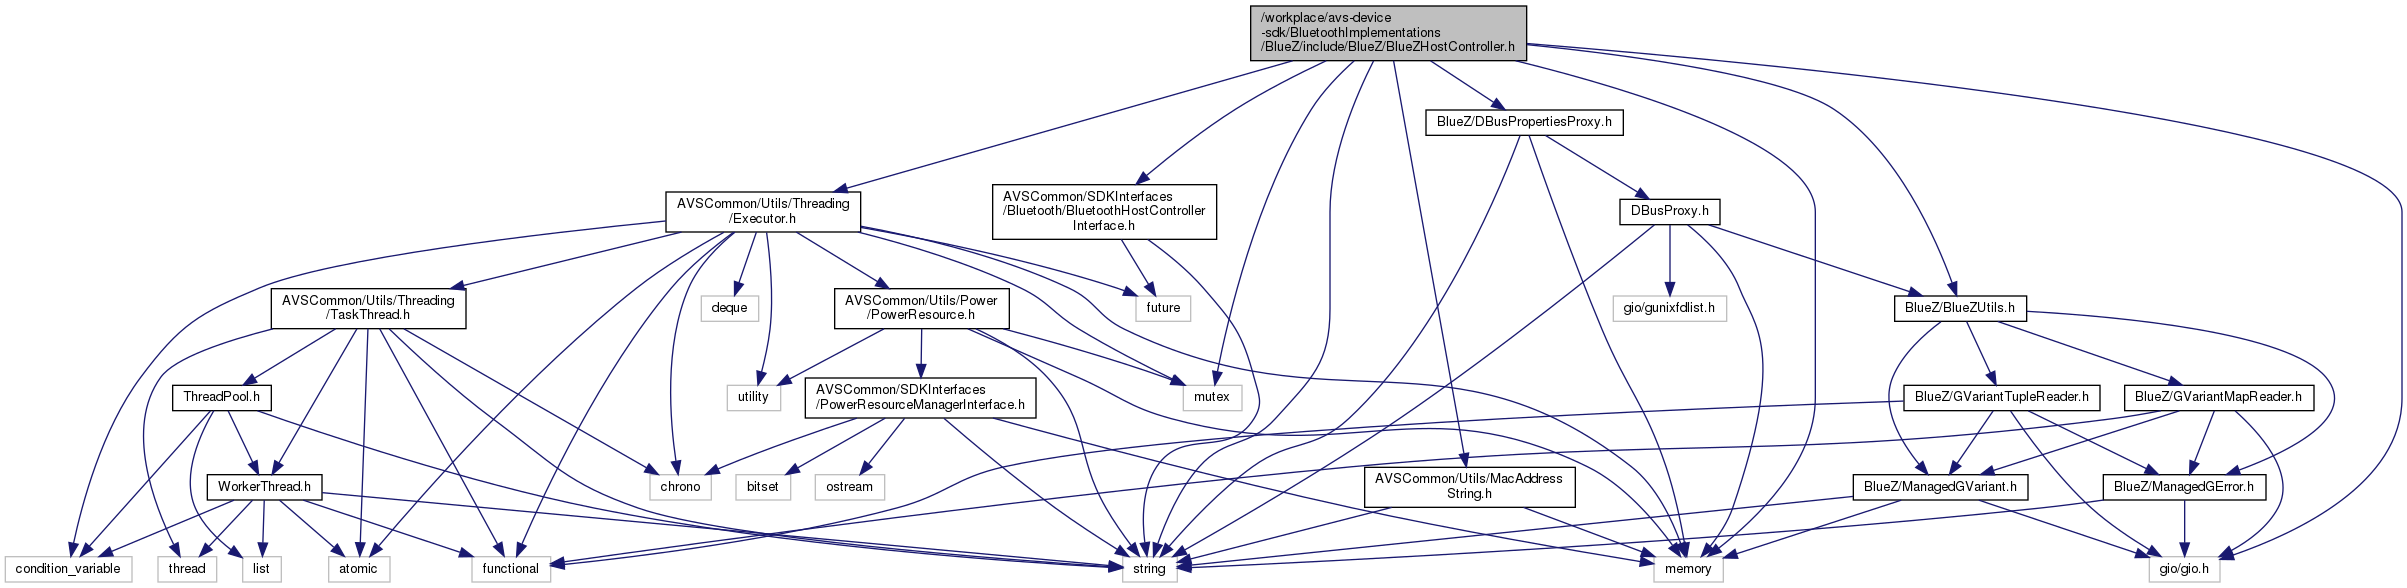 /workplace/avs-device
-sdk/BluetoothImplementations
/BlueZ/include/BlueZ/BlueZHostController.h
BlueZ/DBusPropertiesProxy.h
AVSCommon/Utils/Threading
/Executor.h
AVSCommon/SDKInterfaces
/Bluetooth/BluetoothHostController
Interface.h
DBusProxy.h
AVSCommon/Utils/Threading
/TaskThread.h
deque
AVSCommon/Utils/Power
/PowerResource.h
future
gio/gunixfdlist.h
BlueZ/BlueZUtils.h
ThreadPool.h
utility
AVSCommon/SDKInterfaces
/PowerResourceManagerInterface.h
mutex
BlueZ/GVariantTupleReader.h
BlueZ/GVariantMapReader.h
WorkerThread.h
chrono
bitset
ostream
AVSCommon/Utils/MacAddress
String.h
BlueZ/ManagedGVariant.h
BlueZ/ManagedGError.h
condition_variable
thread
list
atomic
functional
string
memory
gio/gio.h